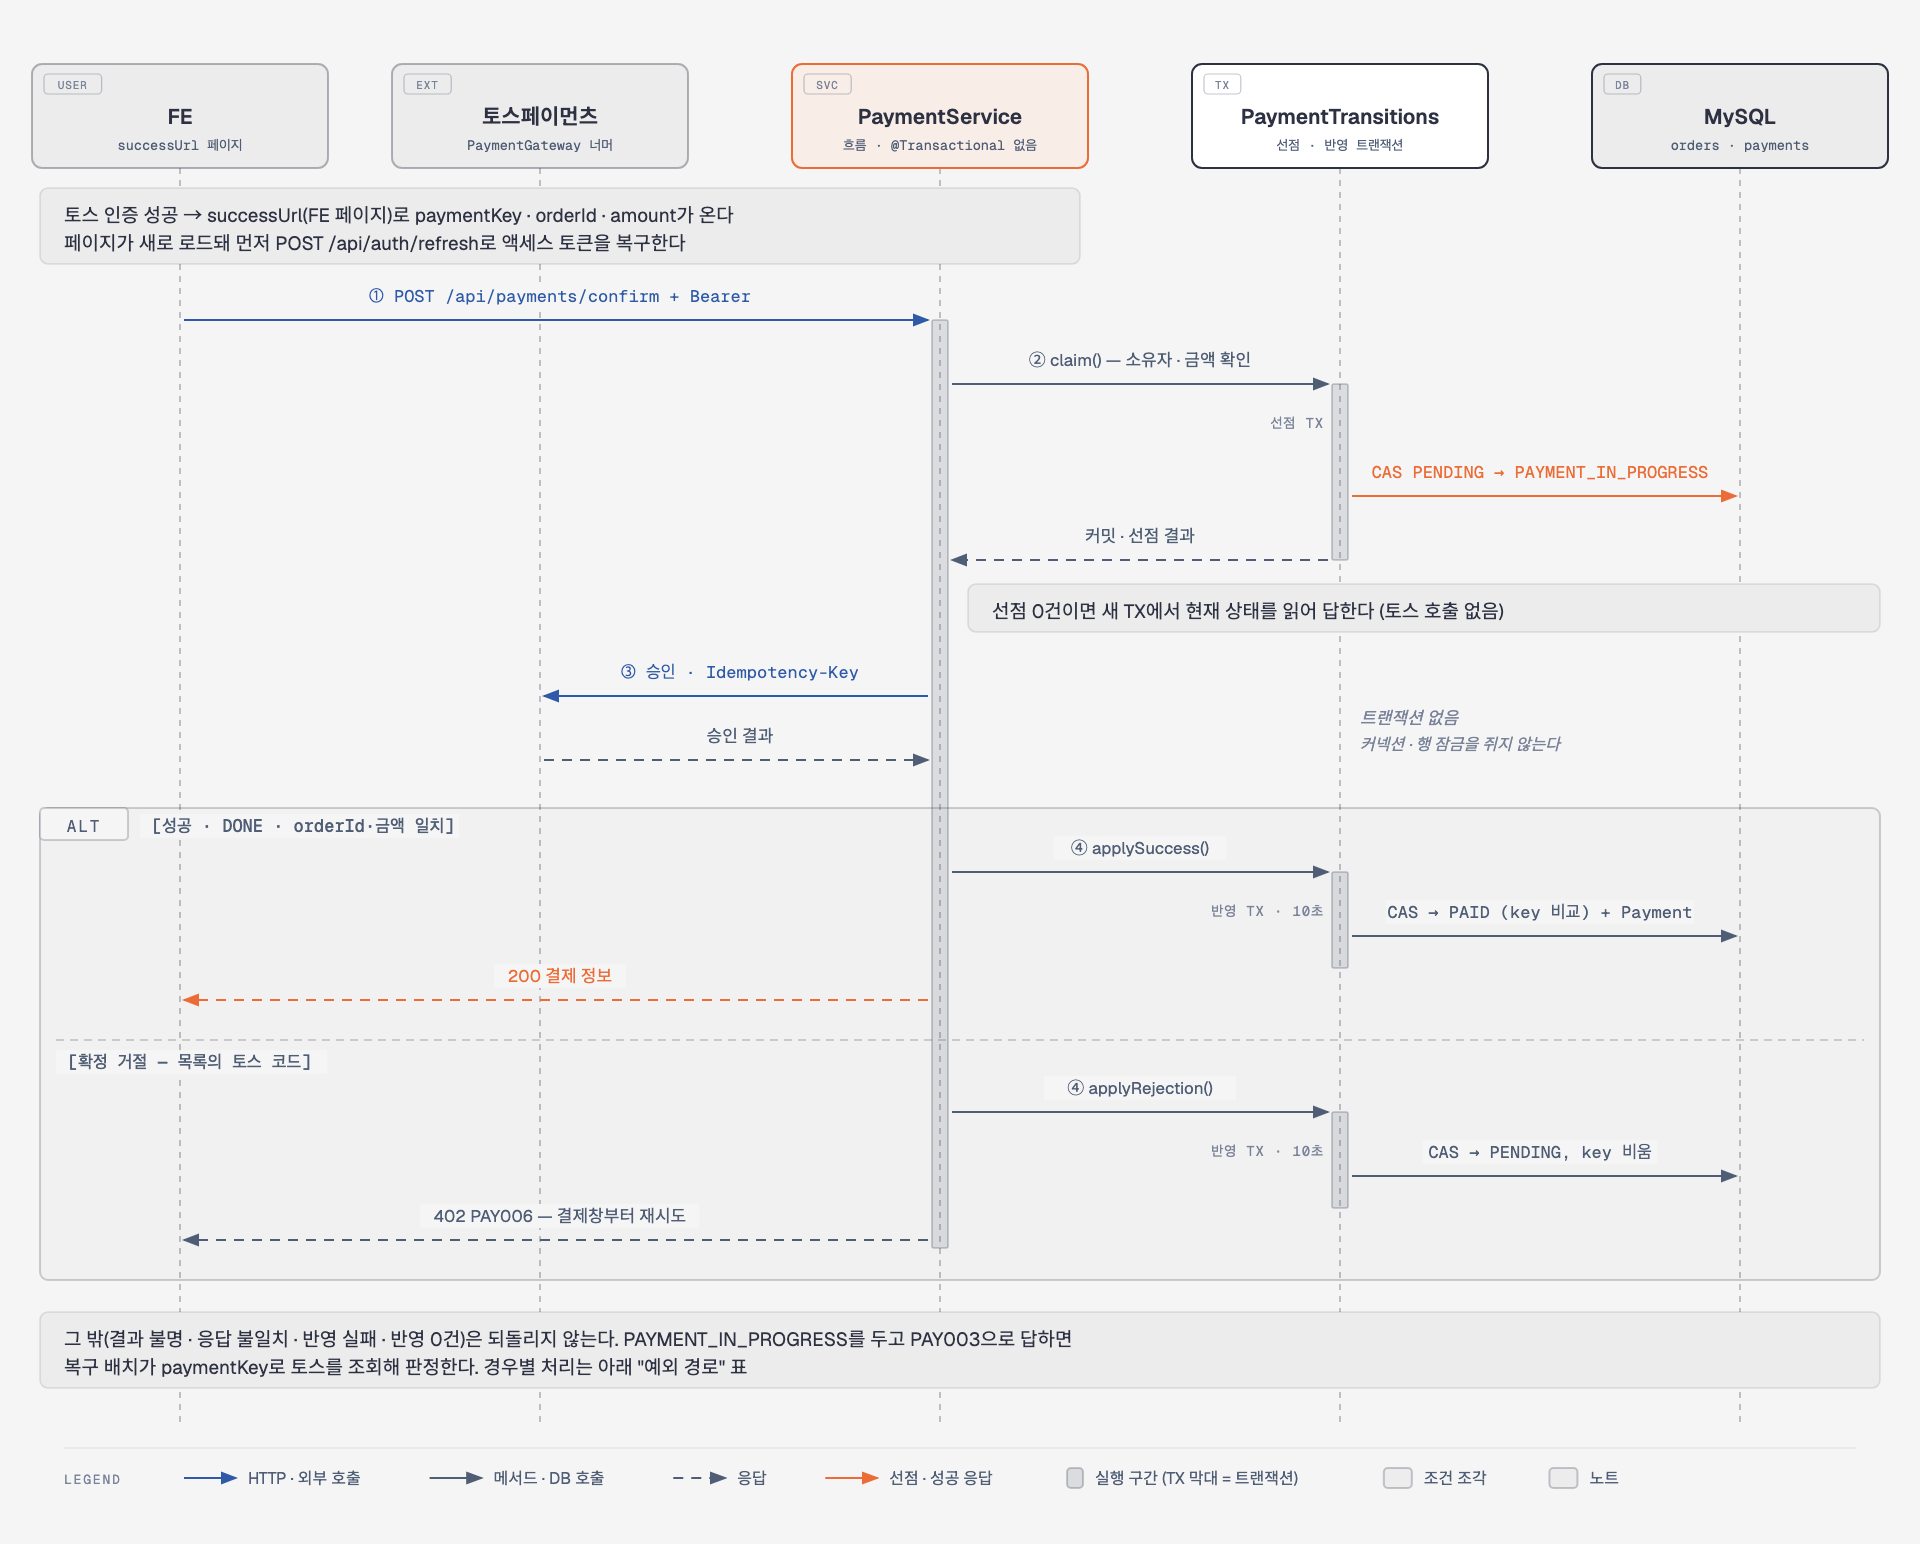 USER
FE
successUrl 페이지
EXT
토스페이먼츠
PaymentGateway 너머
SVC
PaymentService
흐름 · @Transactional 없음
TX
PaymentTransitions
선점 · 반영 트랜잭션
DB
MySQL
orders · payments
토스 인증 성공 → successUrl(FE 페이지)로 paymentKey · orderId · amount가 온다
페이지가 새로 로드돼 먼저 POST /api/auth/refresh로 액세스 토큰을 복구한다
① POST /api/payments/confirm + Bearer
② claim() — 소유자 · 금액 확인
선점 TX
CAS PENDING → PAYMENT_IN_PROGRESS
커밋 · 선점 결과
선점 0건이면 새 TX에서 현재 상태를 읽어 답한다 (토스 호출 없음)
③ 승인 · Idempotency-Key
승인 결과
트랜잭션 없음
커넥션 · 행 잠금을 쥐지 않는다
ALT
[성공 · DONE · orderId·금액 일치]
④ applySuccess()
반영 TX · 10초
CAS → PAID (key 비교) + Payment
200 결제 정보
[확정 거절 — 목록의 토스 코드]
④ applyRejection()
반영 TX · 10초
CAS → PENDING, key 비움
402 PAY006 — 결제창부터 재시도
그 밖(결과 불명 · 응답 불일치 · 반영 실패 · 반영 0건)은 되돌리지 않는다. PAYMENT_IN_PROGRESS를 두고 PAY003으로 답하면
복구 배치가 paymentKey로 토스를 조회해 판정한다. 경우별 처리는 아래 "예외 경로" 표
LEGEND
HTTP · 외부 호출
메서드 · DB 호출
응답
선점 · 성공 응답
실행 구간 (TX 막대 = 트랜잭션)
조건 조각
노트